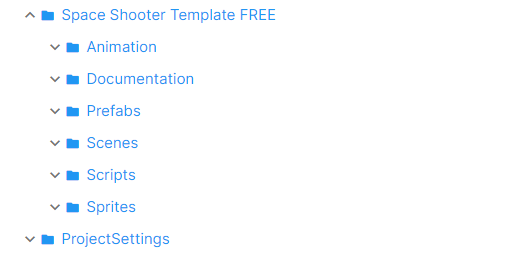 Space Shooter Template FREE
Animation
Documentation
Prefabs
Scenes
Scripts
Sprites
ProjectSettings